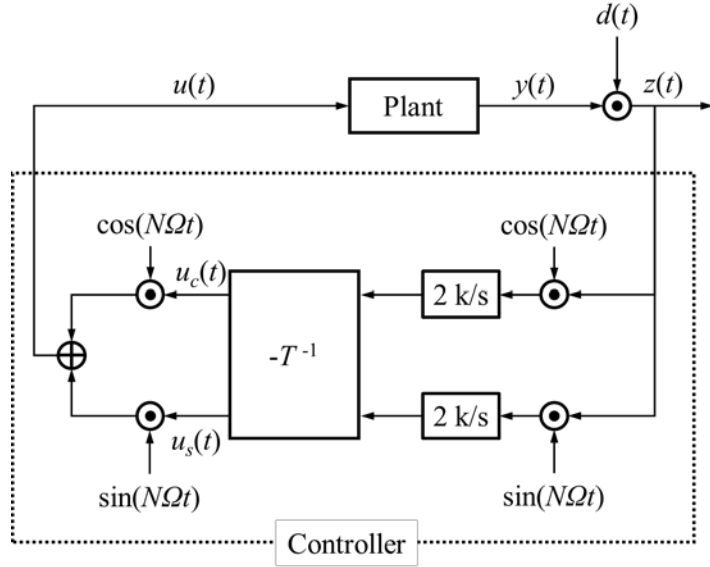 d(t)
u(t)
Plant
y(t)
z(t)
cos(NΩt)
cos(NΩt)
u_c(t)
2 k/s
-T⁻¹
2 k/s
u_s(t)
sin(NΩt)
sin(NΩt)
Controller